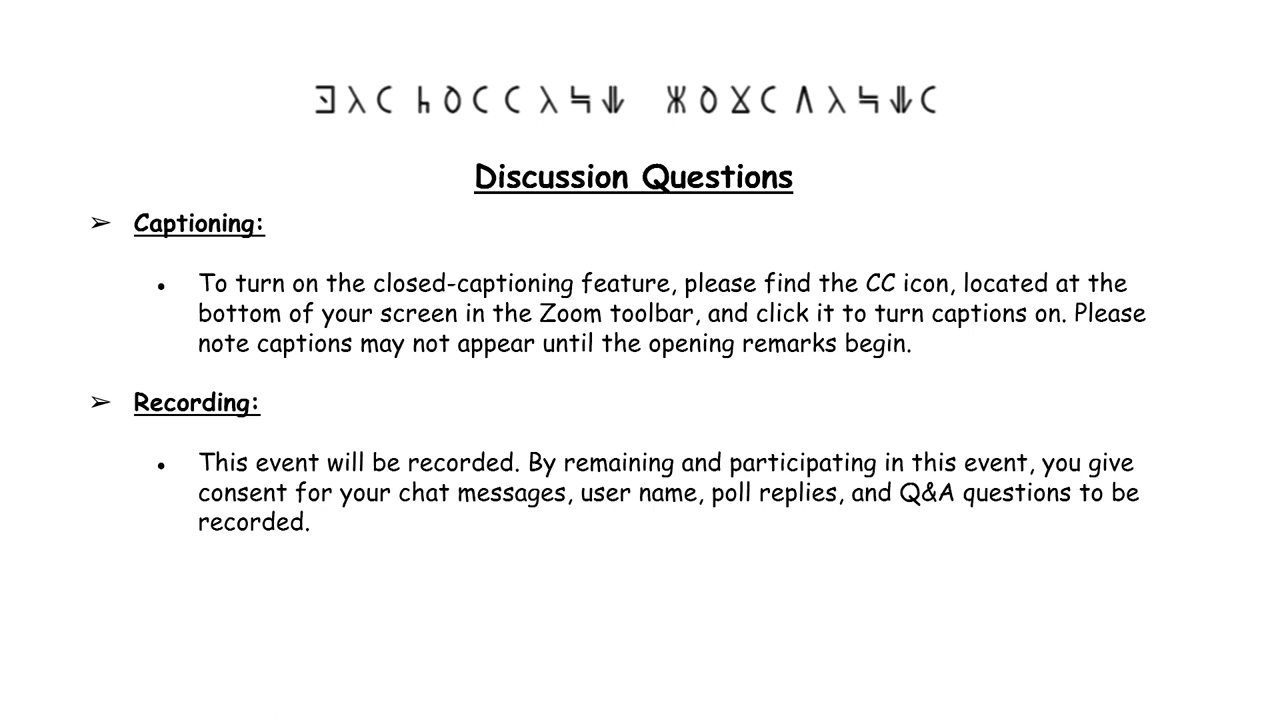 Discussion Questions
➢ Captioning:
● To turn on the closed-captioning feature, please find the CC icon, located at the
bottom of your screen in the Zoom toolbar, and click it to turn captions on. Please
note captions may not appear until the opening remarks begin.
➢ Recording:
● This event will be recorded. By remaining and participating in this event, you give
consent for your chat messages, user name, poll replies, and Q&A questions to be
recorded.